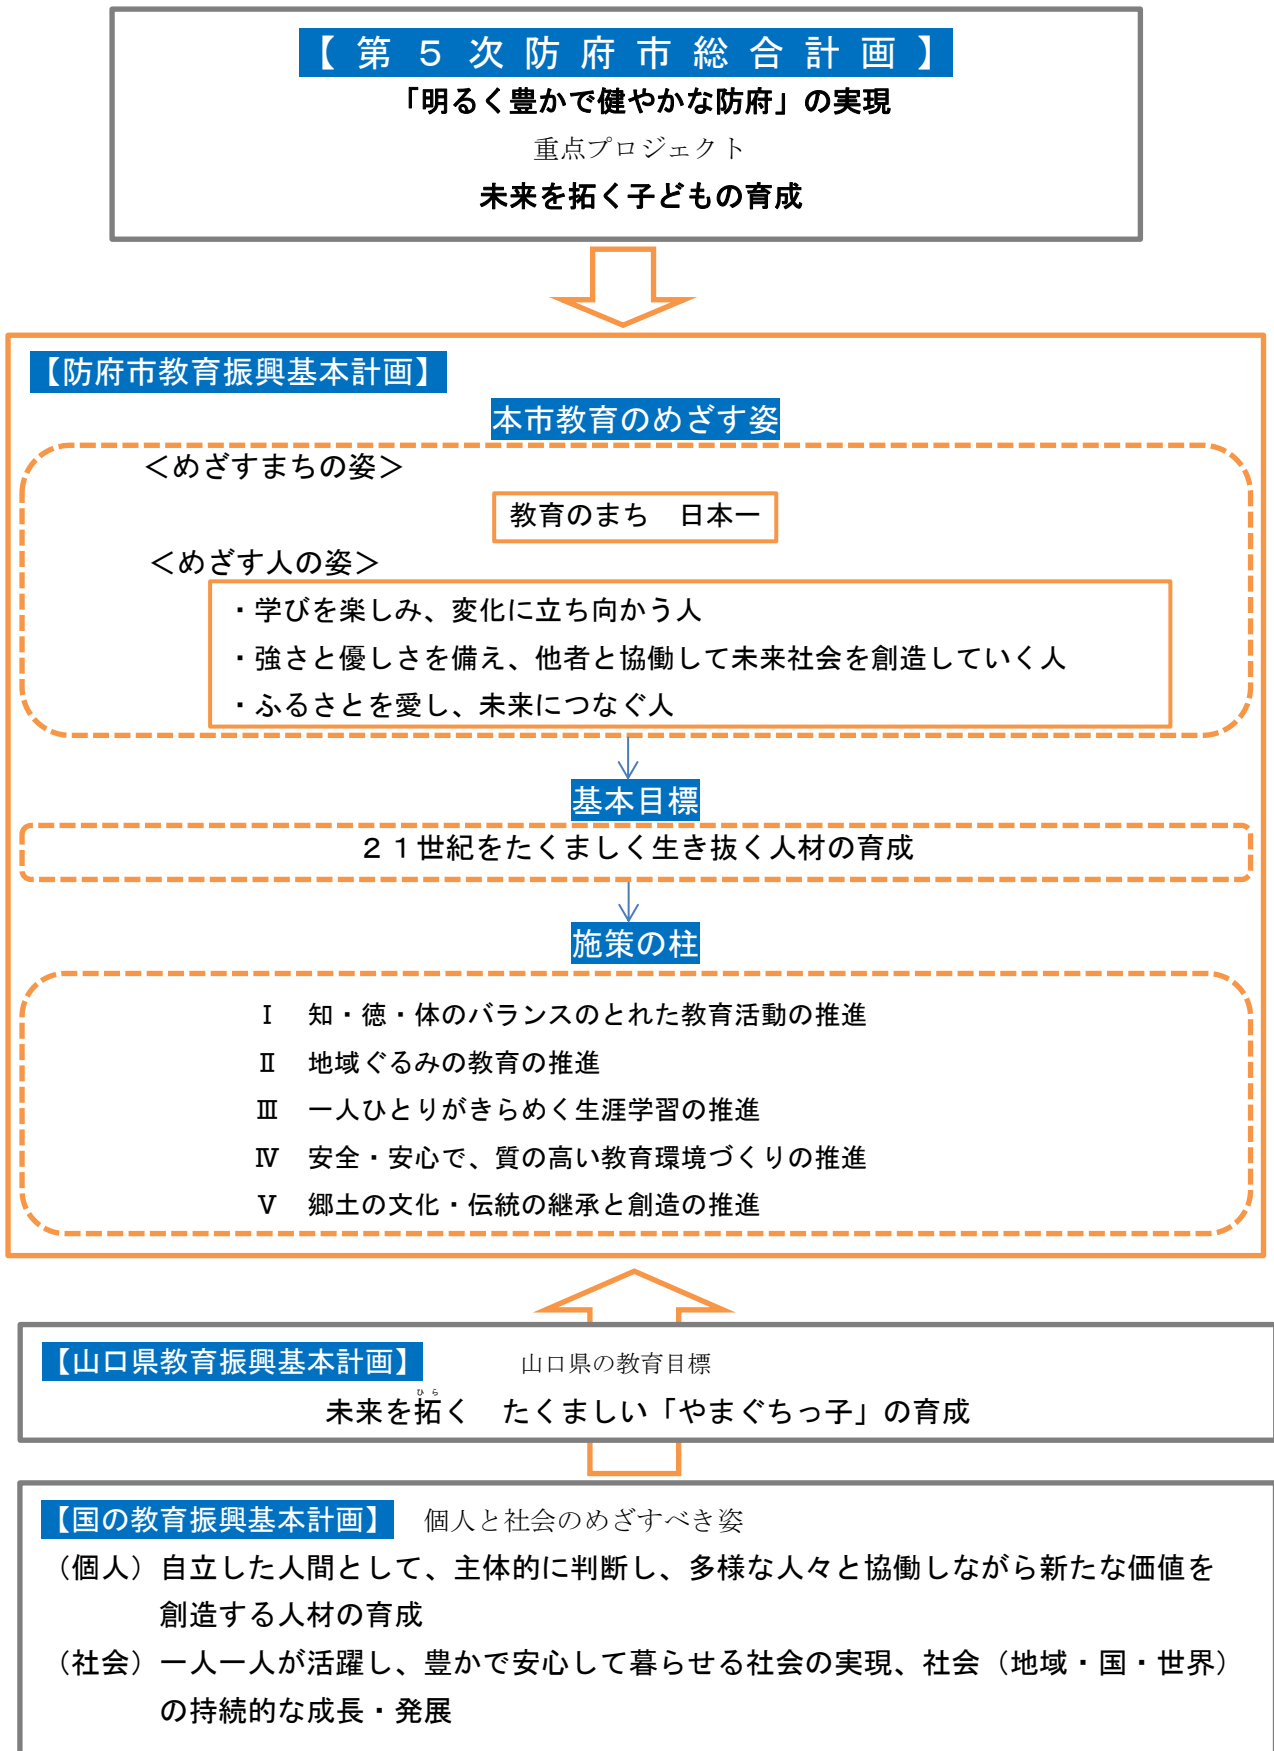 【第５次防府市総合計画】
「明るく豊かで健やかな防府」の実現
重点プロジェクト
未来を拓く子どもの育成
【防府市教育振興基本計画】
本市教育のめざす姿
＜めざすまちの姿＞
教育のまち　日本一
＜めざす人の姿＞
・学びを楽しみ、変化に立ち向かう人
・強さと優しさを備え、他者と協働して未来社会を創造していく人
・ふるさとを愛し、未来につなぐ人
基本目標
２１世紀をたくましく生き抜く人材の育成
施策の柱
Ⅰ　知・徳・体のバランスのとれた教育活動の推進
Ⅱ　地域ぐるみの教育の推進
Ⅲ　一人ひとりがきらめく生涯学習の推進
Ⅳ　安全・安心で、質の高い教育環境づくりの推進
Ⅴ　郷土の文化・伝統の継承と創造の推進
【山口県教育振興基本計画】　山口県の教育目標
ひら
未来を拓く　たくましい「やまぐちっ子」の育成
【国の教育振興基本計画】　個人と社会のめざすべき姿
（個人）自立した人間として、主体的に判断し、多様な人々と協働しながら新たな価値を
創造する人材の育成
（社会）一人一人が活躍し、豊かで安心して暮らせる社会の実現、社会（地域・国・世界）
の持続的な成長・発展